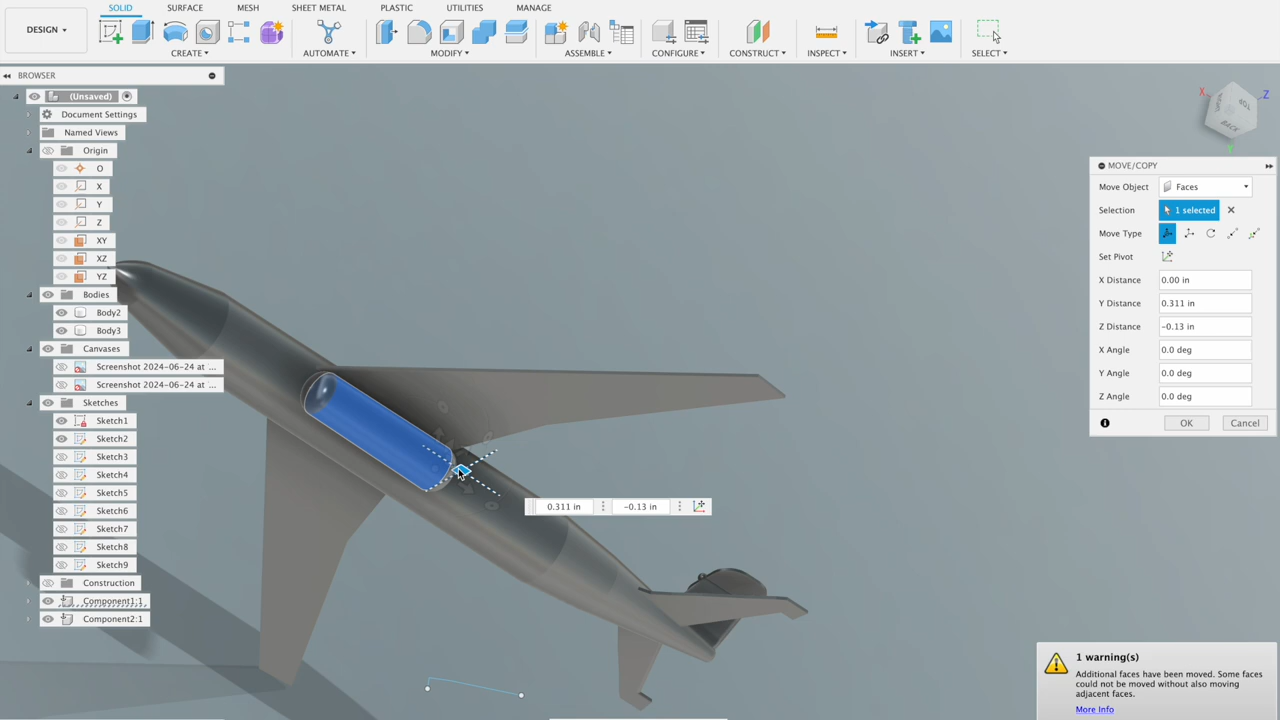 SOLID SURFACE MESH SHEET METAL PLASTIC UTILITIES MANAGE
DESIGN
CREATE AUTOMATE MODIFY ASSEMBLE CONFIGURE CONSTRUCT INSPECT INSERT SELECT
BROWSER
(Unsaved)
Document Settings
Named Views
Origin
O
X
Y
Z
XY
XZ
YZ
Bodies
Body2
Body3
Canvases
Screenshot 2024-06-24 at ...
Screenshot 2024-06-24 at ...
Sketches
Sketch1
Sketch2
Sketch3
Sketch4
Sketch5
Sketch6
Sketch7
Sketch8
Sketch9
Construction
Component1:1
Component2:1
0.311 in -0.13 in
X Z
TOP
BACK
MOVE/COPY
Move Object Faces
Selection 1 selected
Move Type
Set Pivot
X Distance 0.00 in
Y Distance 0.311 in
Z Distance -0.13 in
X Angle 0.0 deg
Y Angle 0.0 deg
Z Angle 0.0 deg
OK Cancel
1 warning(s)
Additional faces have been moved. Some faces
could not be moved without also moving
adjacent faces.
More Info